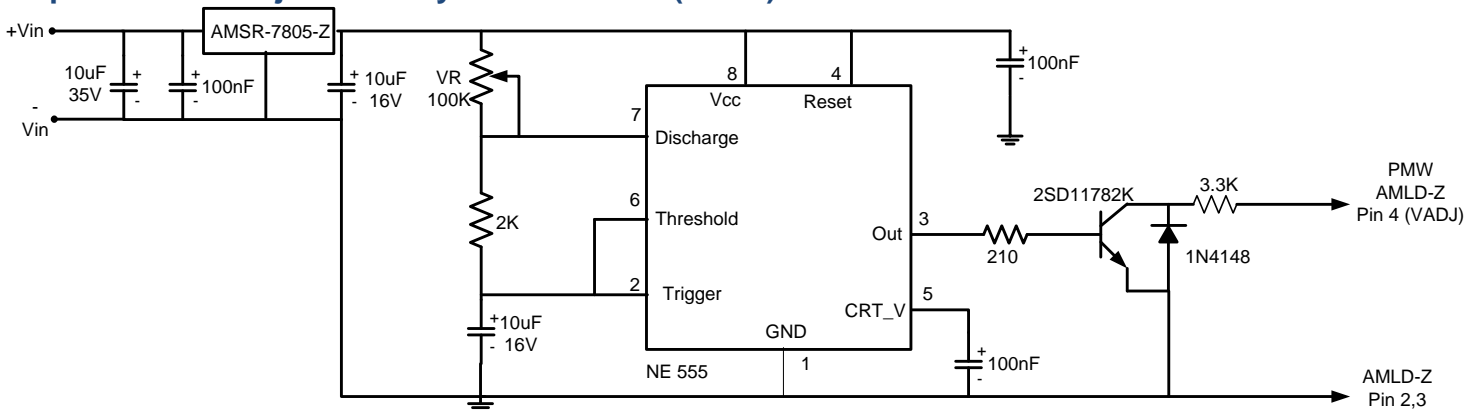 +Vin
AMSR-7805-Z
10uF
35V
+
-
+
100nF
-
+
10uF
- 16V
-
Vin
VR
100K
8
4
+
100nF
-
Vcc
Reset
7
Discharge
2K
6
Threshold
2
Trigger
Out
3
210
2SD11782K
3.3K
1N4148
PMW
AMLD-Z
Pin 4 (VADJ)
CRT_V
5
GND
1
NE 555
+
10uF
- 16V
+
100nF
-
AMLD-Z
Pin 2,3